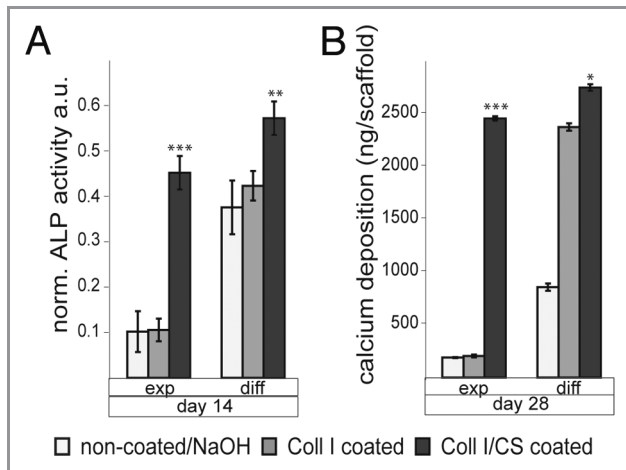 A
norm. ALP activity a.u.
0.6
0.5
0.4
0.3
0.2
0.1
***
**
exp
diff
day 14
B
calcium deposition (ng/scaffold)
2500
2000
1500
1000
500
***
*
exp
diff
day 28
non-coated/NaOH
Coll I coated
Coll I/CS coated